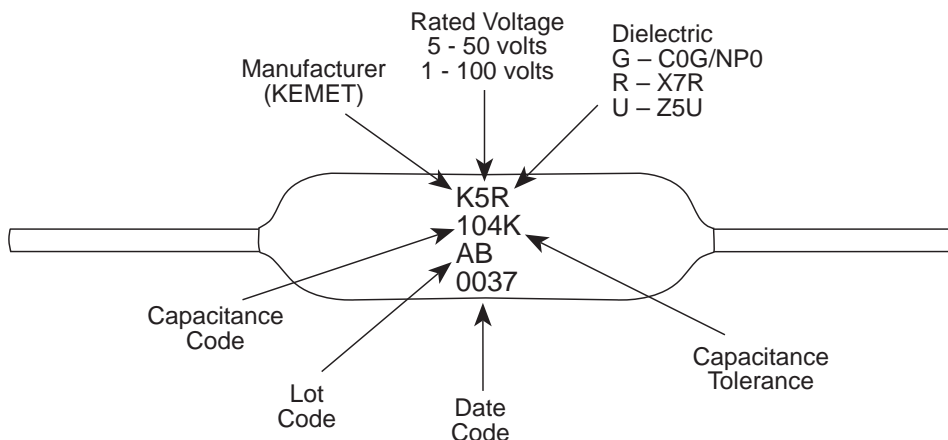 Rated Voltage
5 - 50 volts
1 - 100 volts
Dielectric
G – C0G/NP0
R – X7R
U – Z5U
Manufacturer
(KEMET)
K5R
104K
AB
0037
Capacitance
Code
Lot
Code
Date
Code
Capacitance
Tolerance